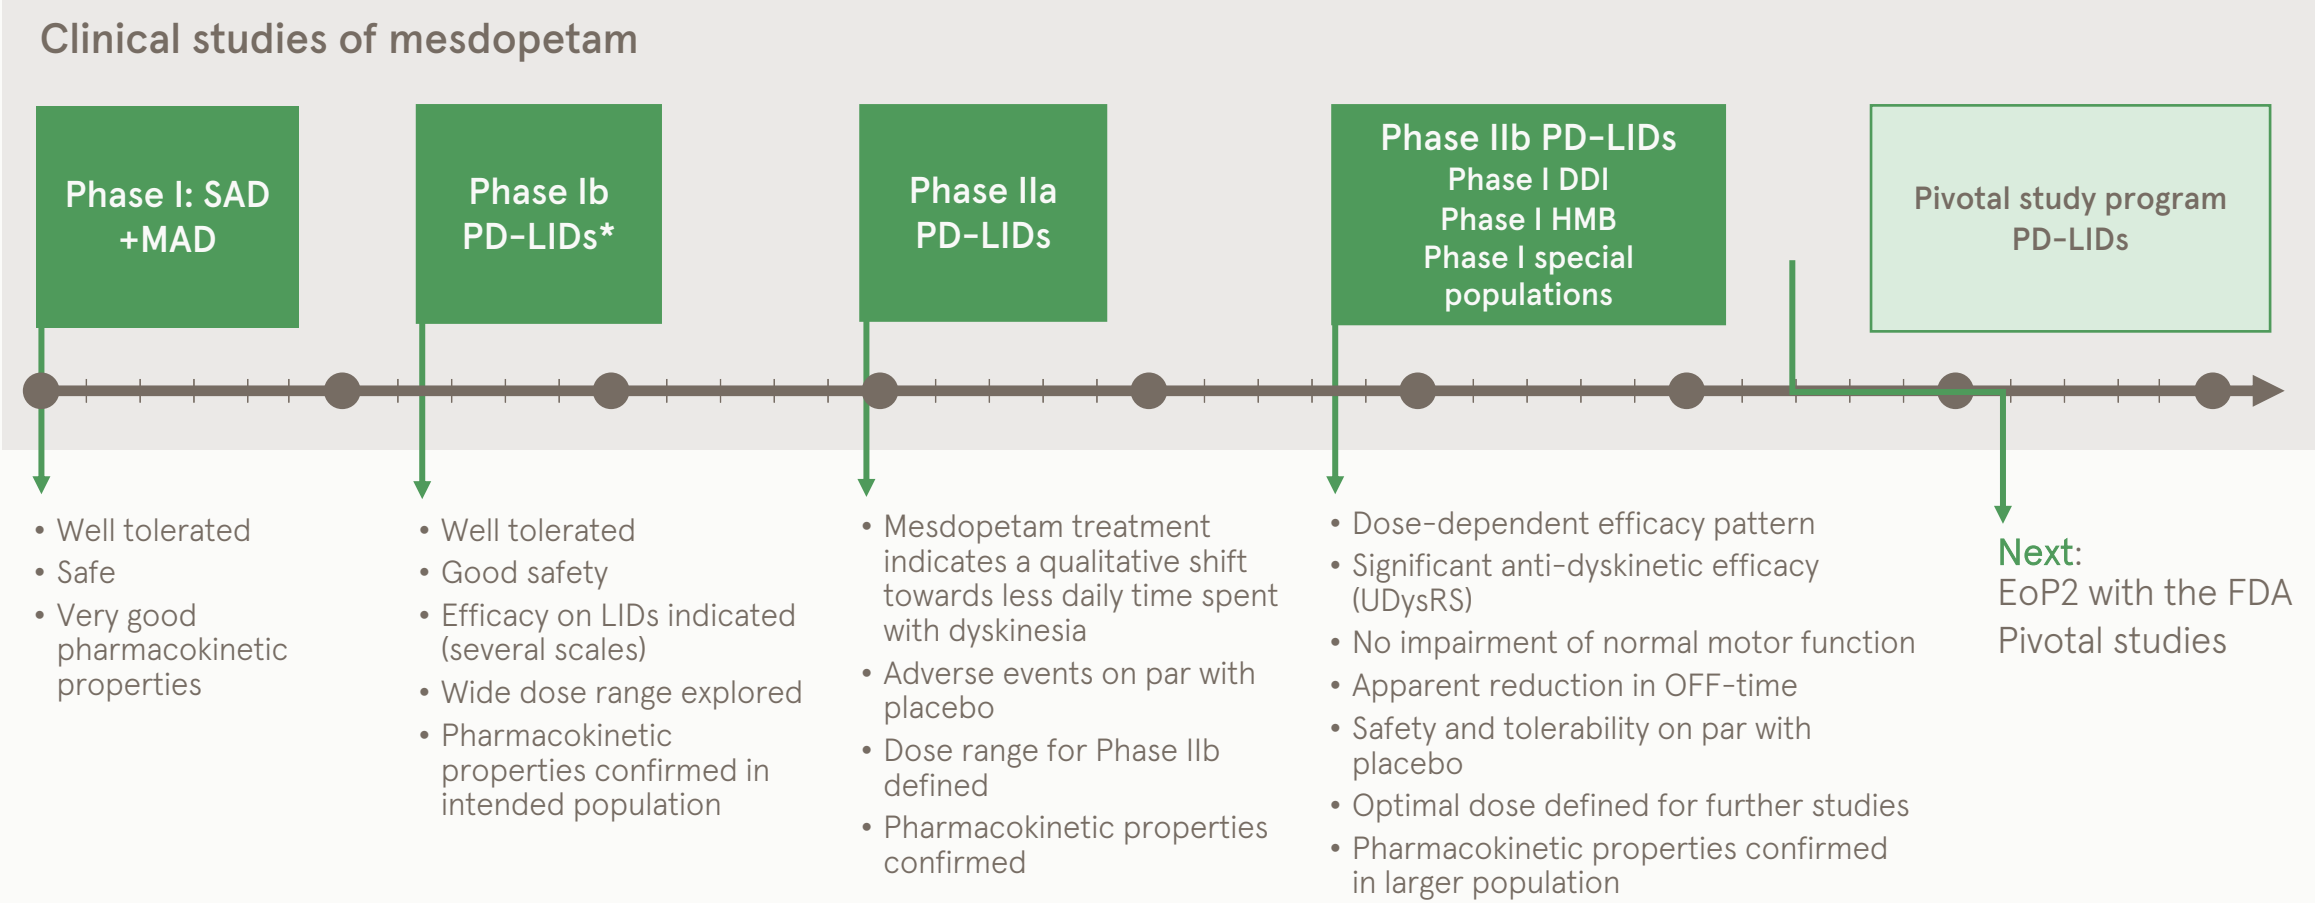 Clinical studies of mesdopetam
Phase I: SAD
+MAD
Phase Ib
PD-LIDs*
Phase IIa
PD-LIDs
Phase IIb PD-LIDs
Phase I DDI
Phase I HMB
Phase I special
populations
Pivotal study program
PD-LIDs
• Well tolerated
• Safe
• Very good
pharmacokinetic
properties
• Well tolerated
• Good safety
• Efficacy on LIDs indicated
(several scales)
• Wide dose range explored
• Pharmacokinetic
properties confirmed in
intended population
• Mesdopetam treatment
indicates a qualitative shift
towards less daily time spent
with dyskinesia
• Adverse events on par with
placebo
• Dose range for Phase IIb
defined
• Pharmacokinetic properties
confirmed
• Dose-dependent efficacy pattern
• Significant anti-dyskinetic efficacy
(UDysRS)
• No impairment of normal motor function
• Apparent reduction in OFF-time
• Safety and tolerability on par with
placebo
• Optimal dose defined for further studies
• Pharmacokinetic properties confirmed
in larger population
Next:
EoP2 with the FDA
Pivotal studies